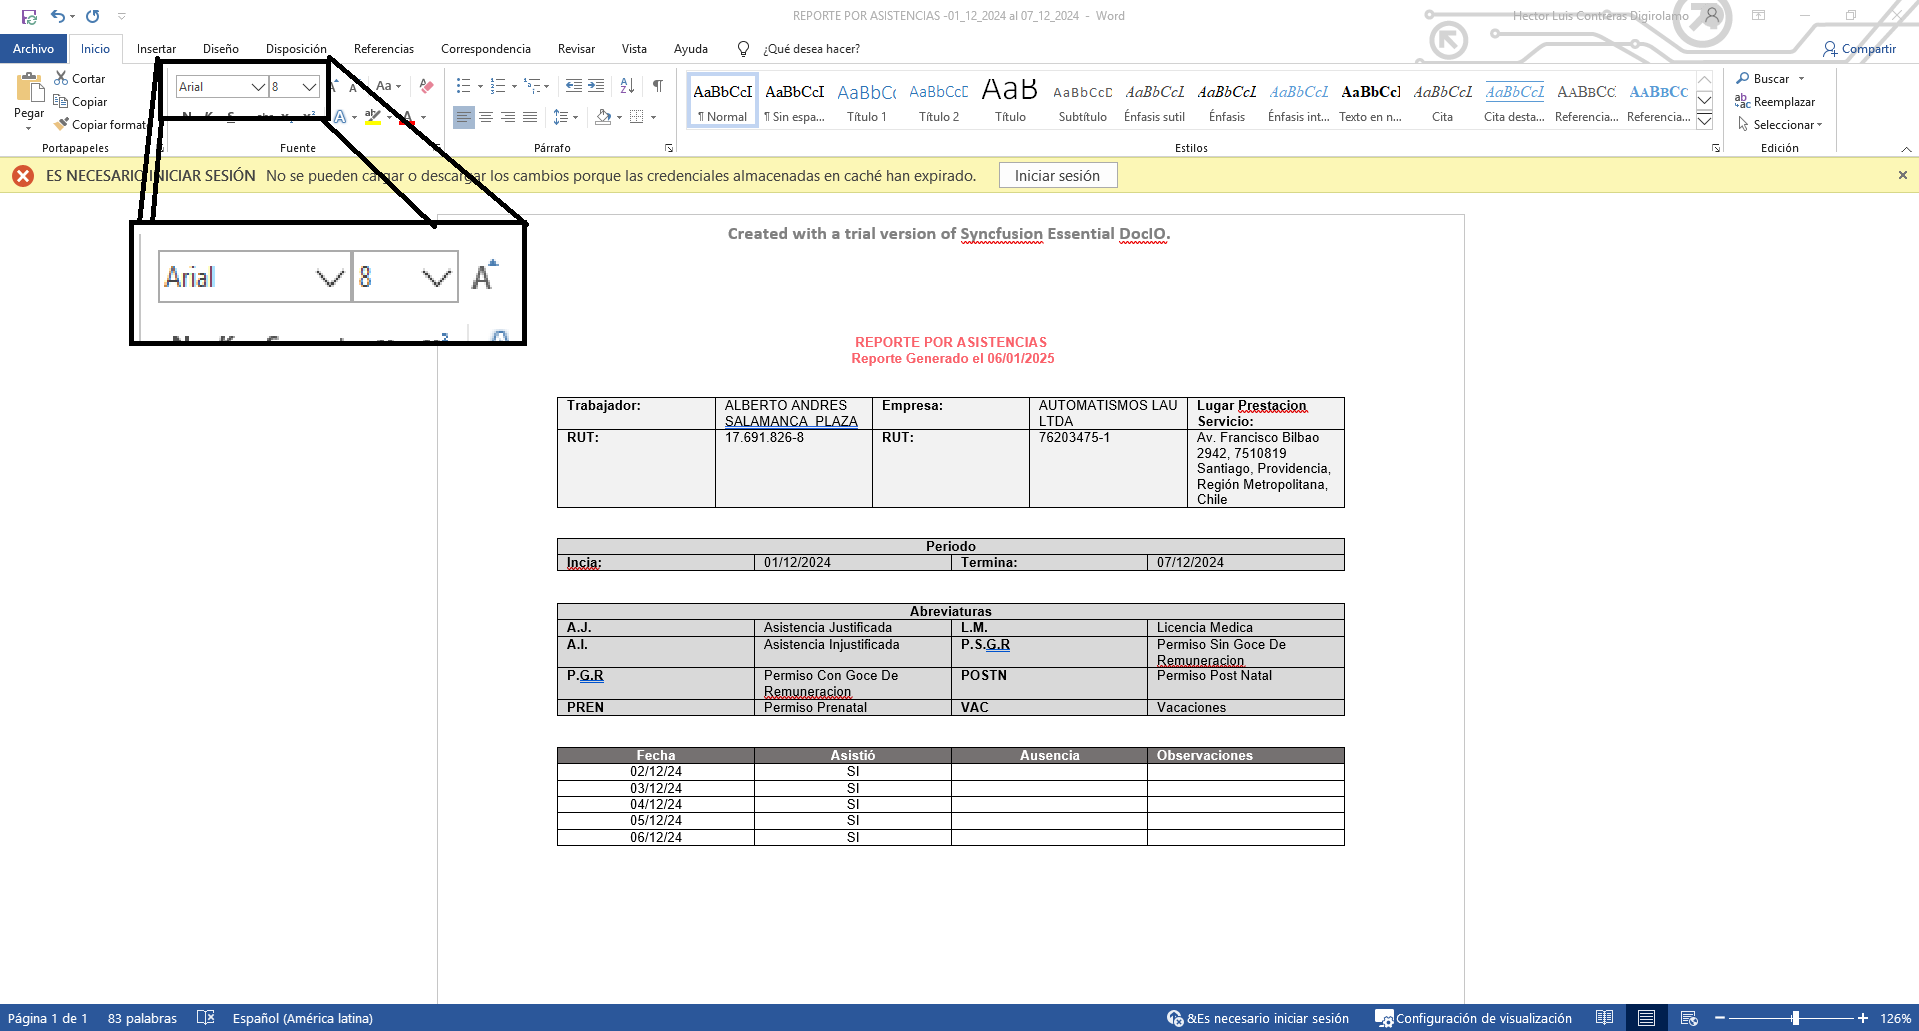 REPORTE POR ASISTENCIAS -01_12_2024 al 07_12_2024 - Word
Hector Luis Contreras Digirolamo
Archivo Inicio Insertar Diseño Disposición Referencias Correspondencia Revisar Vista Ayuda ¿Qué desea hacer? Compartir
Pegar
Cortar
Copiar
Copiar format
Portapapeles
Arial 8
Aa
Fuente
Párrafo
AaBbCcI AaBbCcI AaBbCc AaBbCcD AaB AaBbCcD AaBbCcL AaBbCcL AaBbCcL AaBbCcI AaBbCcL AaBbCcL AABBCC AABBCC
¶ Normal ¶ Sin espa... Título 1 Título 2 Título Subtítulo Énfasis sutil Énfasis Énfasis int... Texto en n... Cita Cita desta... Referencia... Referencia...
Estilos
Buscar
Reemplazar
Seleccionar
Edición
ES NECESARIO INICIAR SESIÓN No se pueden cargar o descargar los cambios porque las credenciales almacenadas en caché han expirado. Iniciar sesión
Arial 8 A
Created with a trial version of Syncfusion Essential DocIO.
REPORTE POR ASISTENCIAS
Reporte Generado el 06/01/2025
Trabajador: ALBERTO ANDRES SALAMANCA PLAZA Empresa: AUTOMATISMOS LAU LTDA Lugar Prestacion Servicio:
RUT: 17.691.826-8 RUT: 76203475-1 Av. Francisco Bilbao 2942, 7510819 Santiago, Providencia, Región Metropolitana, Chile
Periodo
Incia: 01/12/2024 Termina: 07/12/2024
Abreviaturas
A.J. Asistencia Justificada L.M. Licencia Medica
A.I. Asistencia Injustificada P.S.G.R Permiso Sin Goce De Remuneracion
P.G.R Permiso Con Goce De Remuneracion POSTN Permiso Post Natal
PREN Permiso Prenatal VAC Vacaciones
Fecha Asistió Ausencia Observaciones
02/12/24 SI
03/12/24 SI
04/12/24 SI
05/12/24 SI
06/12/24 SI
Página 1 de 1 83 palabras Español (América latina) &Es necesario iniciar sesión Configuración de visualización 126%